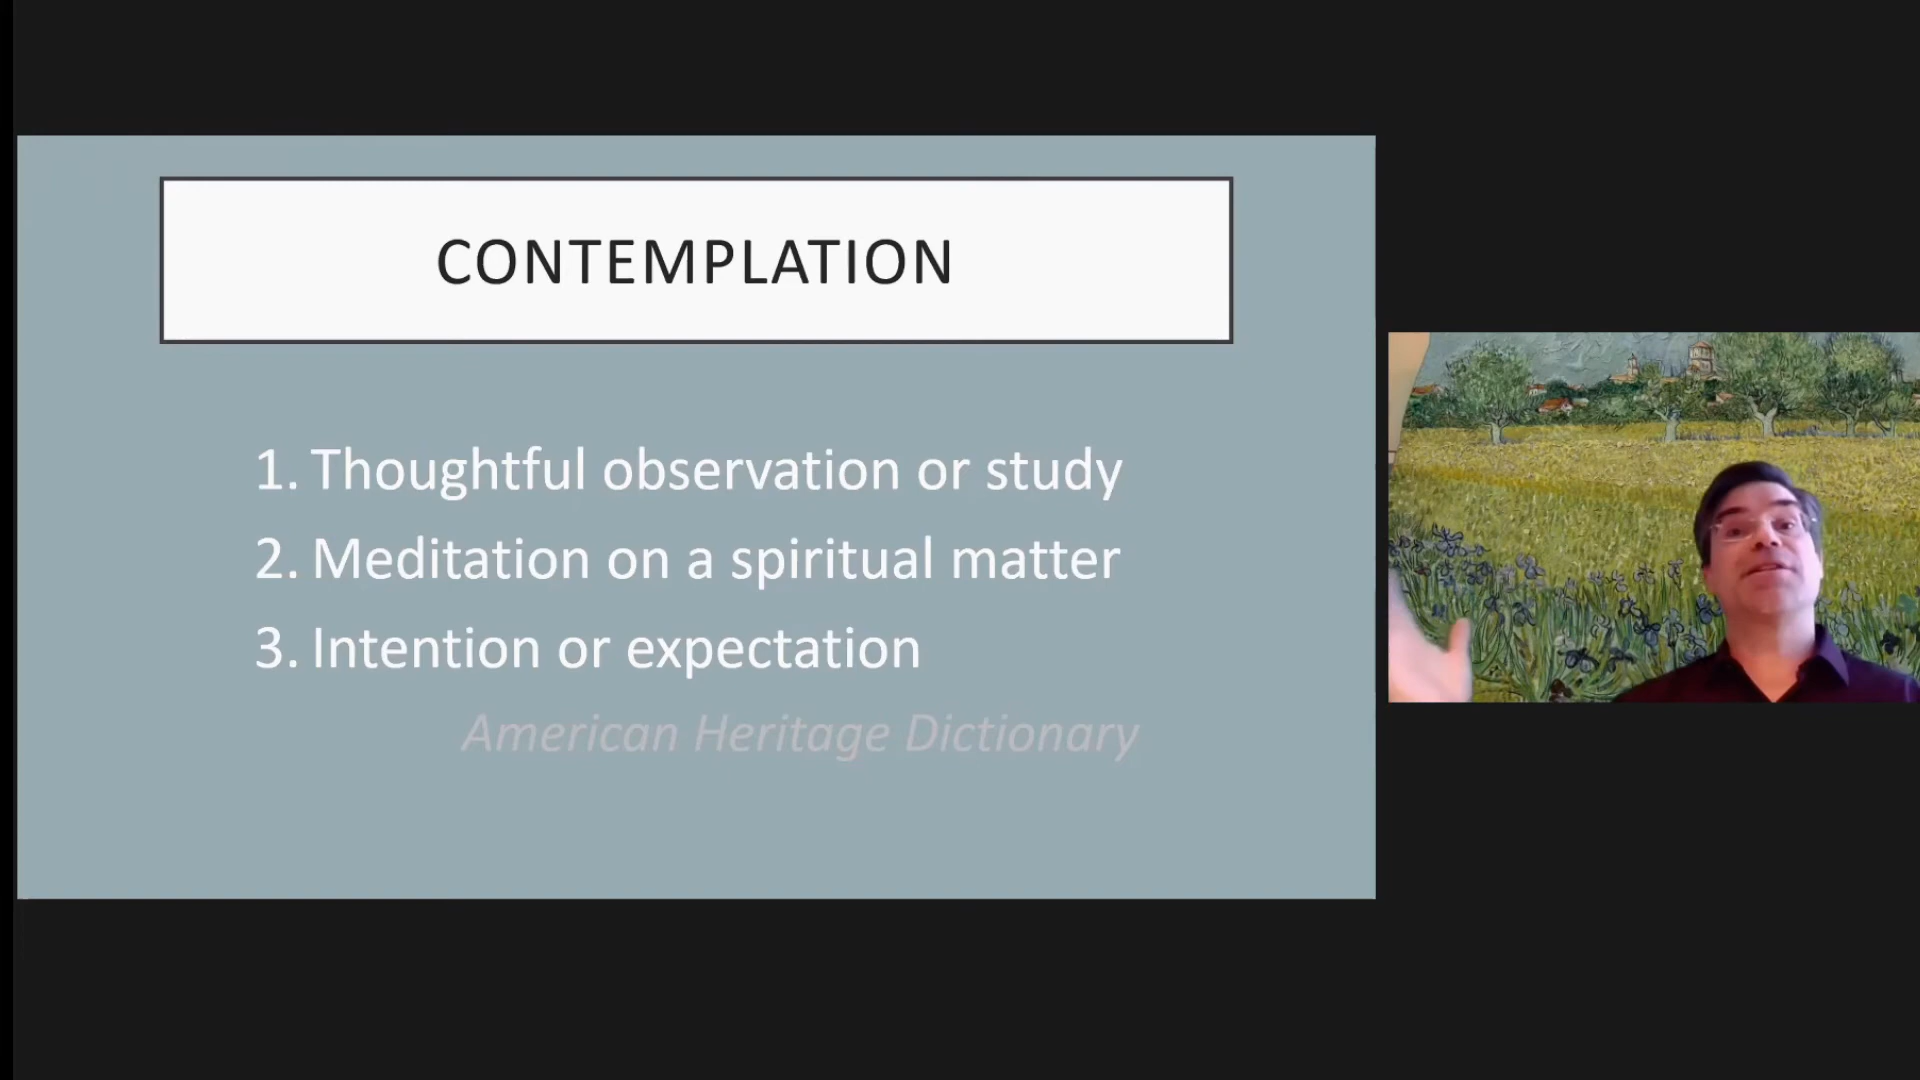 CONTEMPLATION
1. Thoughtful observation or study
2. Meditation on a spiritual matter
3. Intention or expectation
American Heritage Dictionary